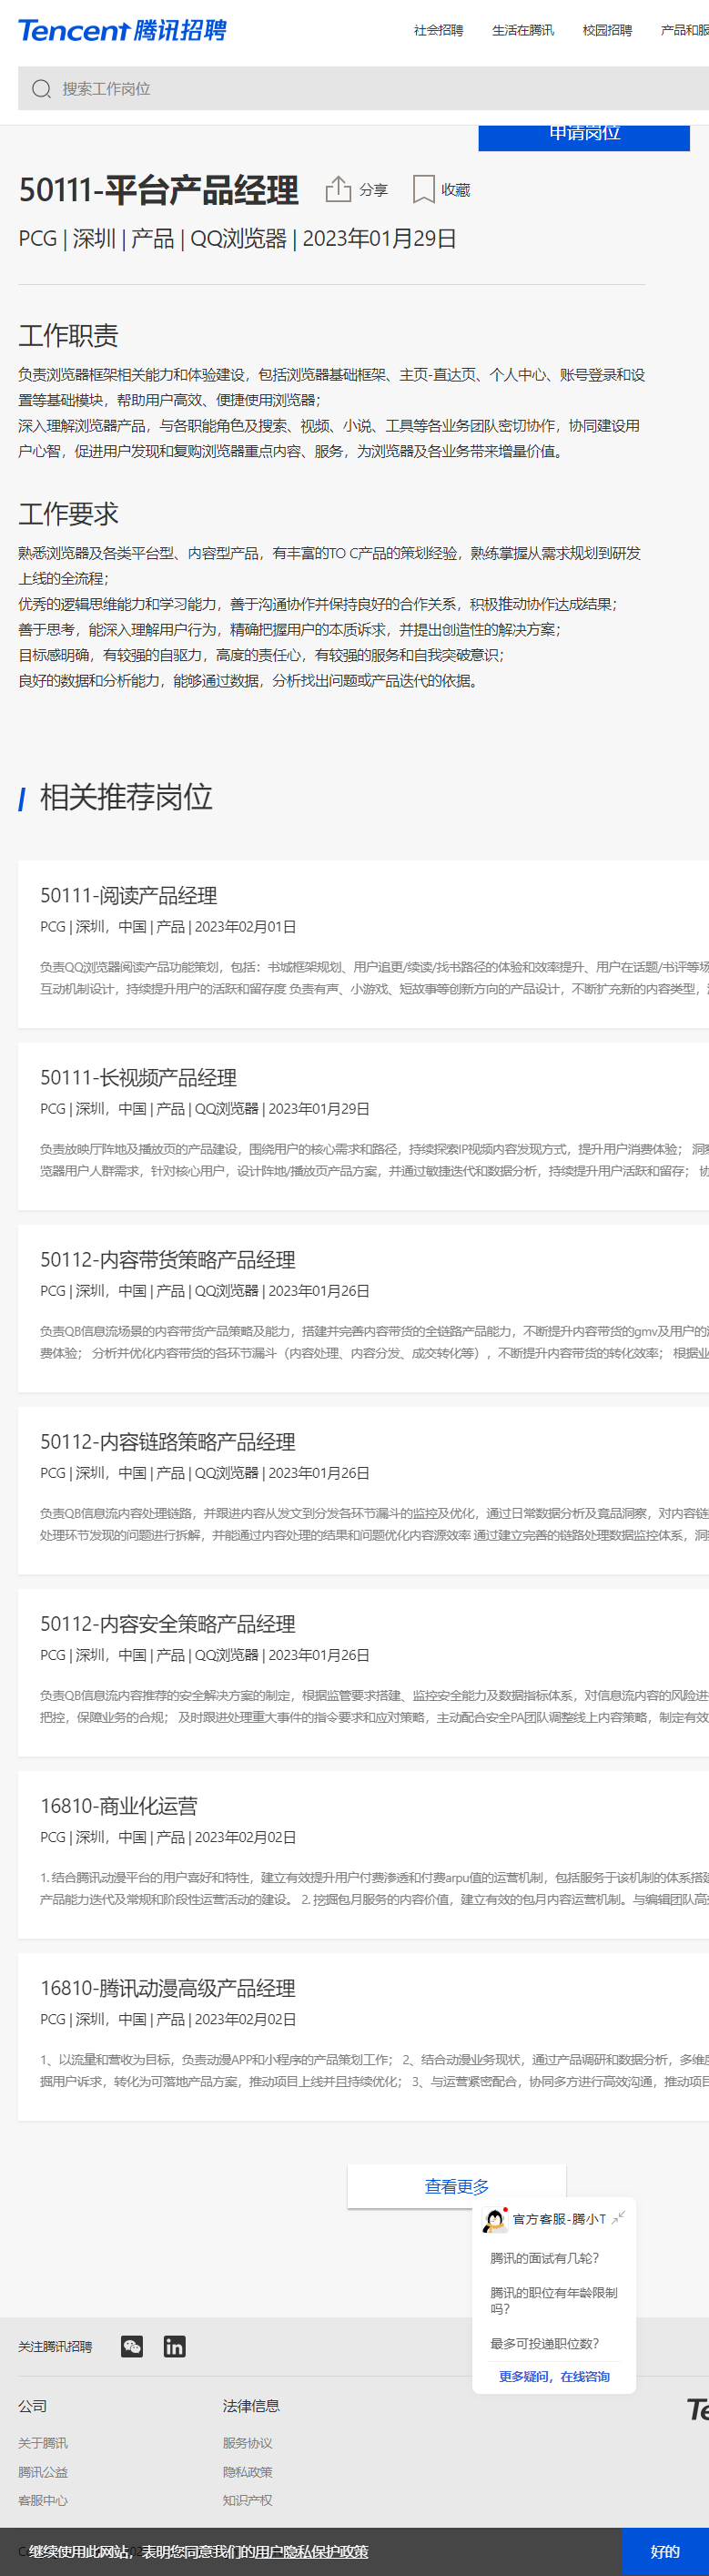 Tencent 腾讯招聘
社会招聘 生活在腾讯 校园招聘 产品和服
搜索工作岗位
申请岗位
50111-平台产品经理 分享 收藏
PCG | 深圳 | 产品 | QQ浏览器 | 2023年01月29日
工作职责
负责浏览器框架相关能力和体验建设，包括浏览器基础框架、主页-直达页、个人中心、账号登录和设
置等基础模块，帮助用户高效、便捷使用浏览器；
深入理解浏览器产品，与各职能角色及搜索、视频、小说、工具等各业务团队密切协作，协同建设用
户心智，促进用户发现和复购浏览器重点内容、服务，为浏览器及各业务带来增量价值。
工作要求
熟悉浏览器及各类平台型、内容型产品，有丰富的TO C产品的策划经验，熟练掌握从需求规划到研发
上线的全流程；
优秀的逻辑思维能力和学习能力，善于沟通协作并保持良好的合作关系，积极推动协作达成结果；
善于思考，能深入理解用户行为，精确把握用户的本质诉求，并提出创造性的解决方案；
目标感明确，有较强的自驱力，高度的责任心，有较强的服务和自我突破意识；
良好的数据和分析能力，能够通过数据，分析找出问题或产品迭代的依据。
相关推荐岗位
50111-阅读产品经理
PCG | 深圳，中国 | 产品 | 2023年02月01日
负责QQ浏览器阅读产品功能策划，包括：书城框架规划、用户追更/续读/找书路径的体验和效率提升、用户在话题/书评等场
互动机制设计，持续提升用户的活跃和留存度 负责有声、小游戏、短故事等创新方向的产品设计，不断扩充新的内容类型，
50111-长视频产品经理
PCG | 深圳，中国 | 产品 | QQ浏览器 | 2023年01月29日
负责放映厅阵地及播放页的产品建设，围绕用户的核心需求和路径，持续探索IP视频内容发现方式，提升用户消费体验； 洞
览器用户人群需求，针对核心用户，设计阵地/播放页产品方案，并通过敏捷迭代和数据分析，持续提升用户活跃和留存； 协
50112-内容带货策略产品经理
PCG | 深圳，中国 | 产品 | QQ浏览器 | 2023年01月26日
负责QB信息流场景的内容带货产品策略及能力，搭建并完善内容带货的全链路产品能力，不断提升内容带货的gmv及用户的
费体验； 分析并优化内容带货的各环节漏斗（内容处理、内容分发、成交转化等），不断提升内容带货的转化效率； 根据业
50112-内容链路策略产品经理
PCG | 深圳，中国 | 产品 | QQ浏览器 | 2023年01月26日
负责QB信息流内容处理链路，并跟进内容从发文到分发各环节漏斗的监控及优化，通过日常数据分析及竟品洞察，对内容链
处理环节发现的问题进行拆解，并能通过内容处理的结果和问题优化内容源效率 通过建立完善的链路处理数据监控体系，洞
50112-内容安全策略产品经理
PCG | 深圳，中国 | 产品 | QQ浏览器 | 2023年01月26日
负责QB信息流内容推荐的安全解决方案的制定，根据监管要求搭建、监控安全能力及数据指标体系，对信息流内容的风险进
把控，保障业务的合规； 及时跟进处理重大事件的指令要求和应对策略，主动配合安全PA团队调整线上内容策略，制定有效
16810-商业化运营
PCG | 深圳，中国 | 产品 | 2023年02月02日
1. 结合腾讯动漫平台的用户喜好和特性，建立有效提升用户付费渗透和付费arpu值的运营机制，包括服务于该机制的体系搭建
产品能力迭代及常规和阶段性运营活动的建设。 2. 挖掘包月服务的内容价值，建立有效的包月内容运营机制。与编辑团队高
16810-腾讯动漫高级产品经理
PCG | 深圳，中国 | 产品 | 2023年02月02日
1、以流量和营收为目标，负责动漫APP和小程序的产品策划工作； 2、结合动漫业务现状，通过产品调研和数据分析，多维
掘用户诉求，转化为可落地产品方案，推动项目上线并且持续优化； 3、与运营紧密配合，协同多方进行高效沟通，推动项目
查看更多
官方客服-腾小T
腾讯的面试有几轮？
腾讯的职位有年龄限制
吗？
最多可投递职位数？
更多疑问，在线咨询
关注腾讯招聘
公司 法律信息
关于腾讯 服务协议
腾讯公益 隐私政策
客服中心 知识产权
继续使用此网站，表明您同意我们的用户隐私保护政策 好的